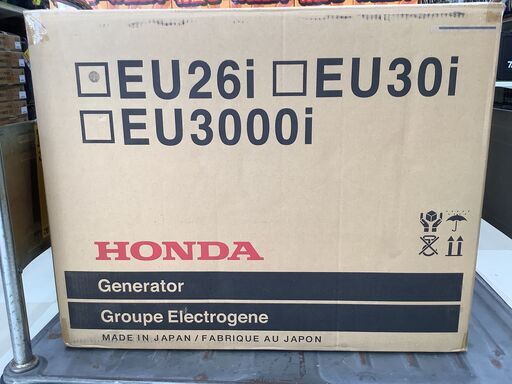 EU26i EU30i
EU3000i
HONDA
Generator
Groupe Electrogene
MADE IN JAPAN / FABRIQUE AU JAPON